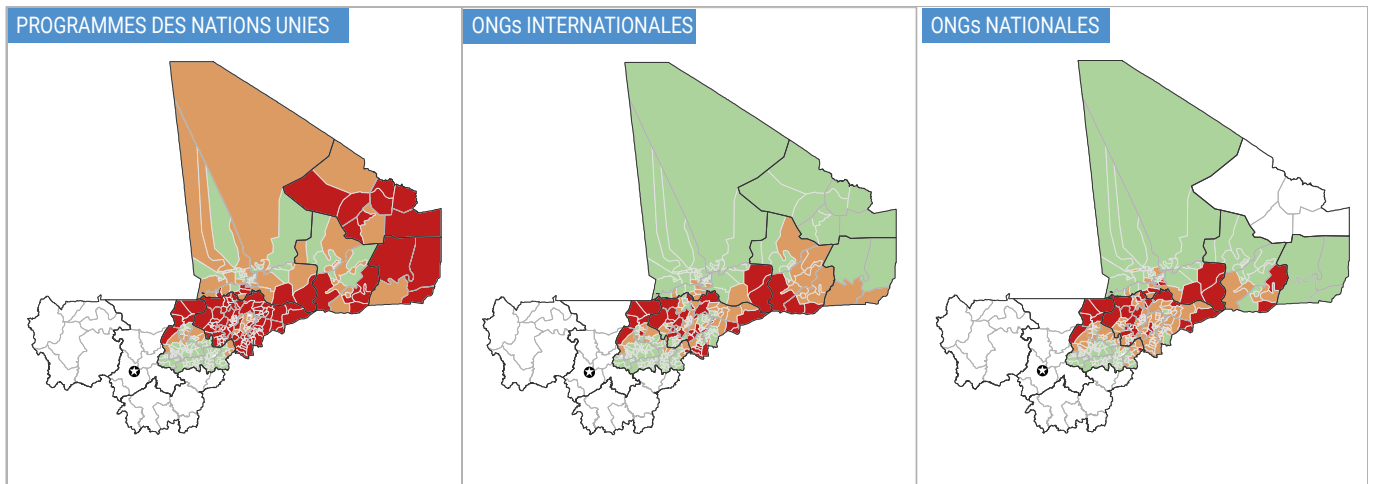 PROGRAMMES DES NATIONS UNIES
ONGs INTERNATIONALES
ONGs NATIONALES